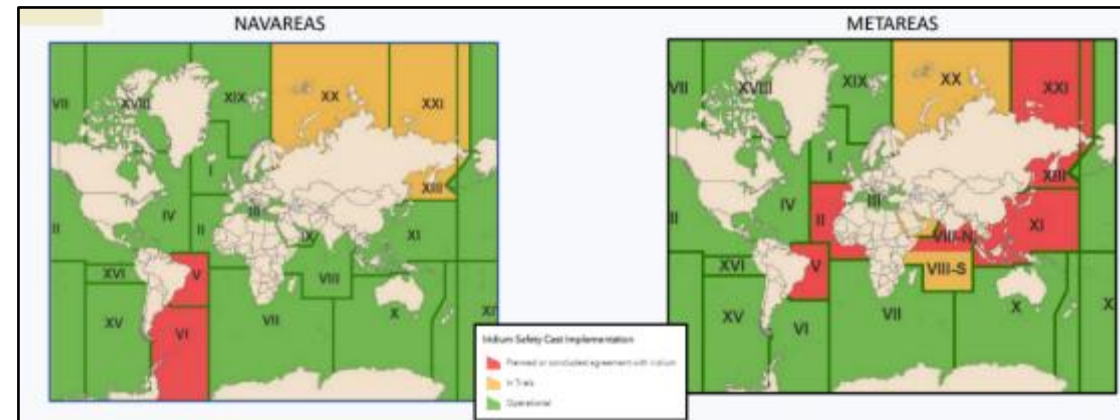 NAVAREAS
VII
XVIII
XIX
XX
XXI
I
XIII
III
IV
II
II
IX
XI
XVI
V
VIII
XV
VI
VII
X
METAREAS
VII
XVIII
XIX
XX
XXI
I
XIII
III
IV
II
II
VIII-N
XI
XVI
V
VIII-S
XV
VI
VII
X
Iridium Safety Cast Implementation
Planned or concluded agreement with Iridium
In Trials
Operational